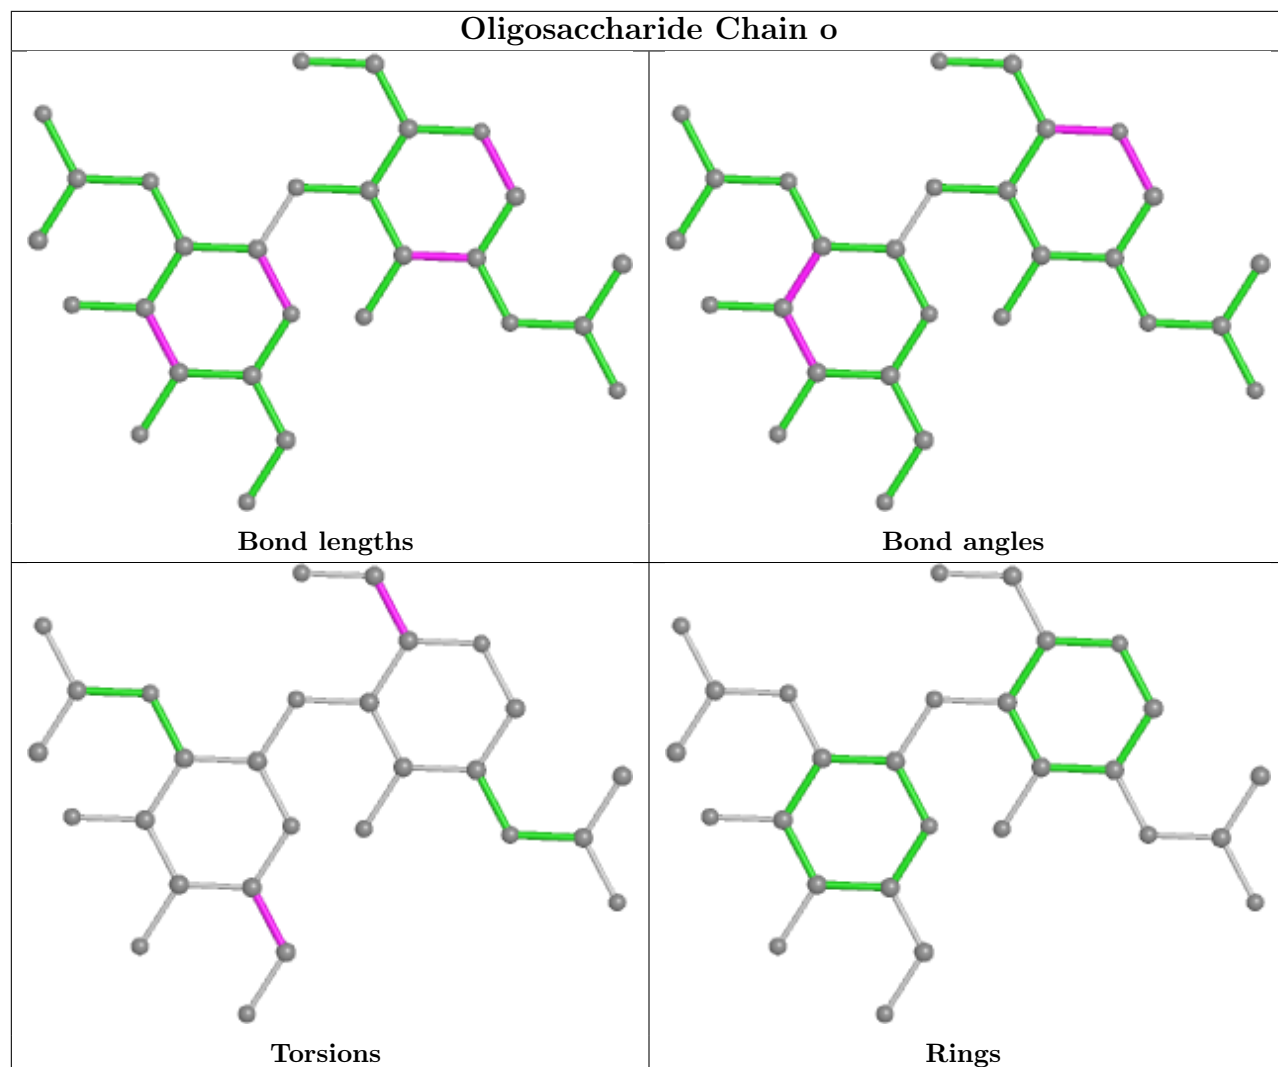 Oligosaccharide Chain o
Bond lengths
Bond angles
Torsions
Rings